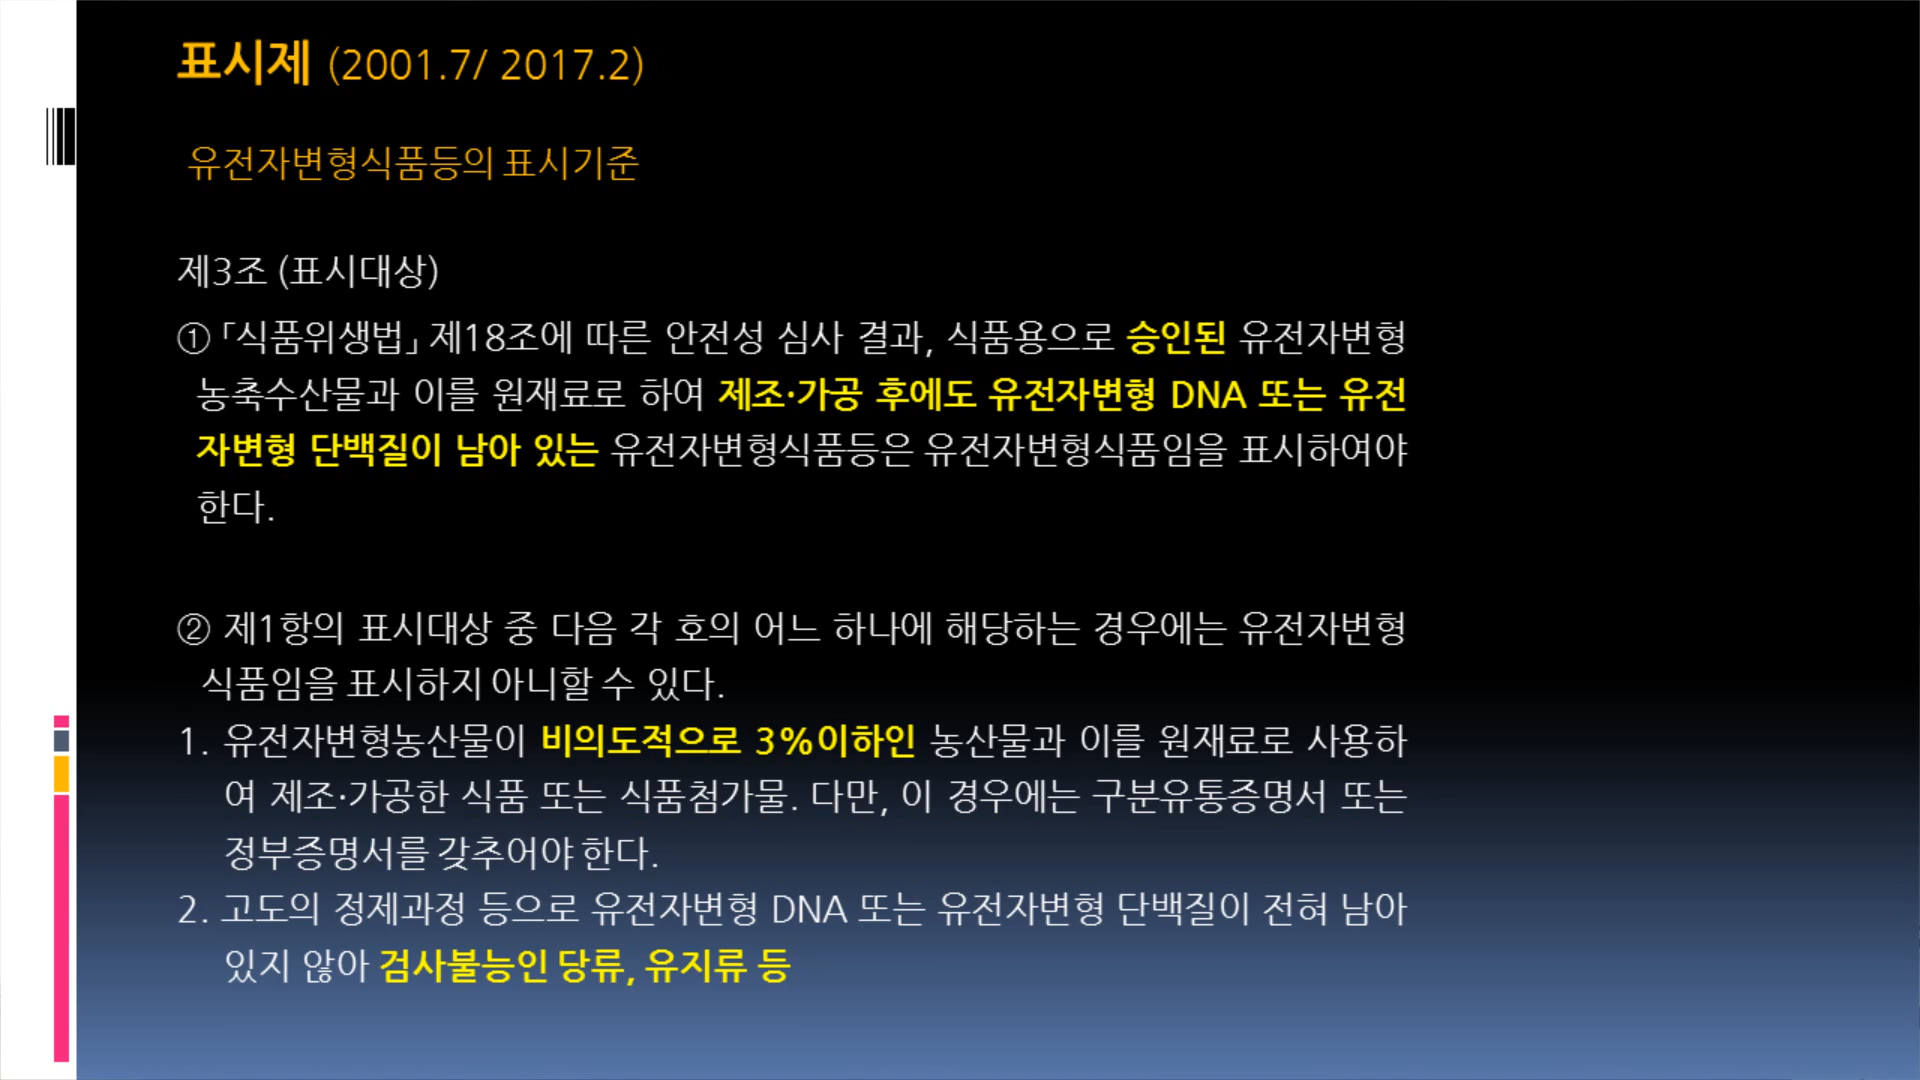 표시제 (2001.7/ 2017.2)
유전자변형식품등의 표시기준
제3조 (표시대상)
① 「식품위생법」 제18조에 따른 안전성 심사 결과, 식품용으로 승인된 유전자변형
농축수산물과 이를 원재료로 하여 제조·가공 후에도 유전자변형 DNA 또는 유전
자변형 단백질이 남아 있는 유전자변형식품등은 유전자변형식품임을 표시하여야
한다.
② 제1항의 표시대상 중 다음 각 호의 어느 하나에 해당하는 경우에는 유전자변형
식품임을 표시하지 아니할 수 있다.
1. 유전자변형농산물이 비의도적으로 3%이하인 농산물과 이를 원재료로 사용하
여 제조·가공한 식품 또는 식품첨가물. 다만, 이 경우에는 구분유통증명서 또는
정부증명서를 갖추어야 한다.
2. 고도의 정제과정 등으로 유전자변형 DNA 또는 유전자변형 단백질이 전혀 남아
있지 않아 검사불능인 당류, 유지류 등